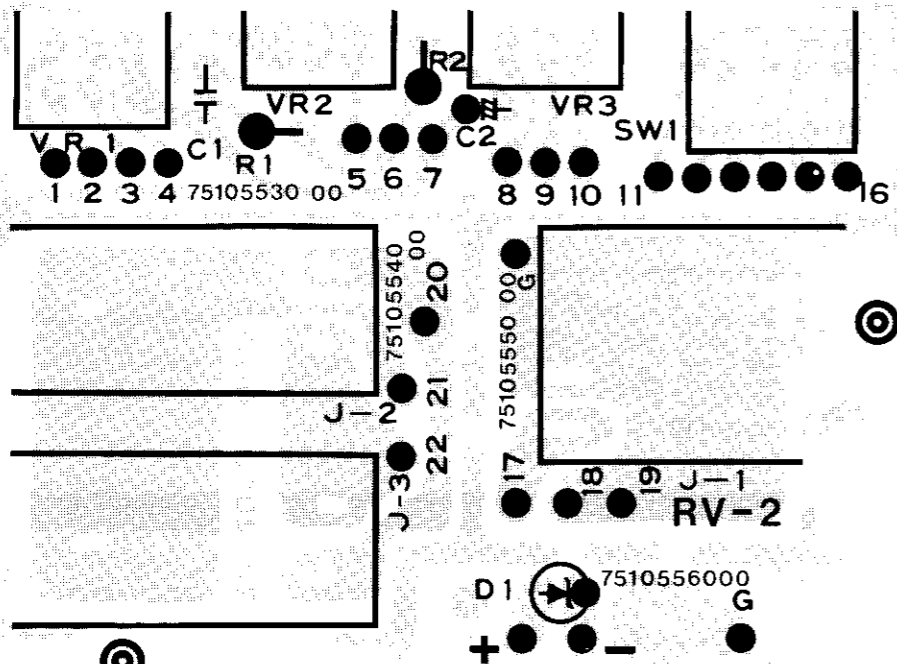 R2
VR2
VR3
C2
SW1
VR1
C1
R1
1 2 3 4
75105530 00
5 6 7
8 9 10
11
16
75105540 00
20
G
75105550 00
21
J-2
22
J-3
17
18
19
J-1
RV-2
D1
7510556000
G
+ -